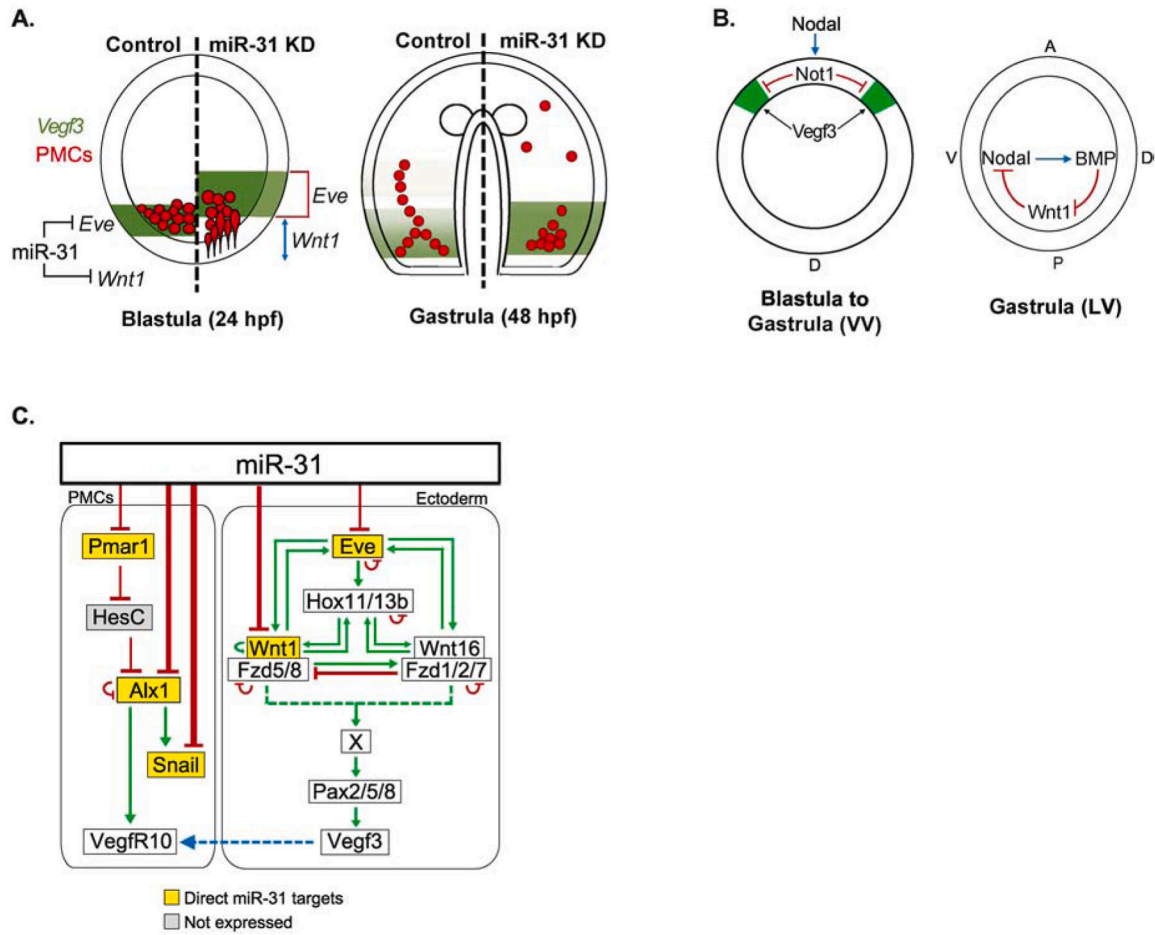 A.
Control miR-31 KD
Vegf3
PMCs
Eve
miR-31
Wnt1
Eve
Wnt1
Blastula (24 hpf)
Control miR-31 KD
Gastrula (48 hpf)
B.
Nodal
Not1
Vegf3
D
Blastula to
Gastrula (VV)
A
V Nodal BMP D
Wnt1
P
Gastrula (LV)
C.
miR-31
PMCs
Pmar1
HesC
Alx1
Snail
VegfR10
Ectoderm
Eve
Hox11/13b
Wnt1 Wnt16
Fzd5/8 Fzd1/2/7
X
Pax2/5/8
Vegf3
Direct miR-31 targets
Not expressed